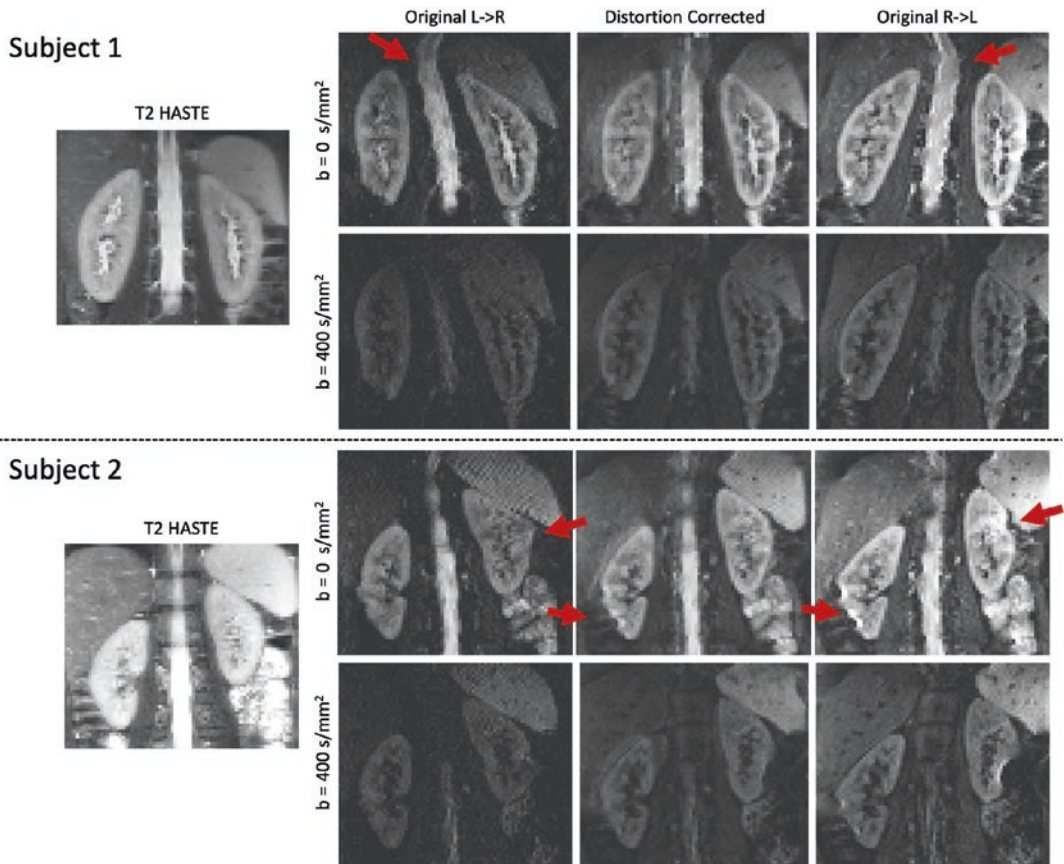 Original L->R
Distortion Corrected
Original R->L
Subject 1
T2 HASTE
b = 0 s/mm²
b = 400 s/mm²
Subject 2
T2 HASTE
b = 0 s/mm²
b = 400 s/mm²